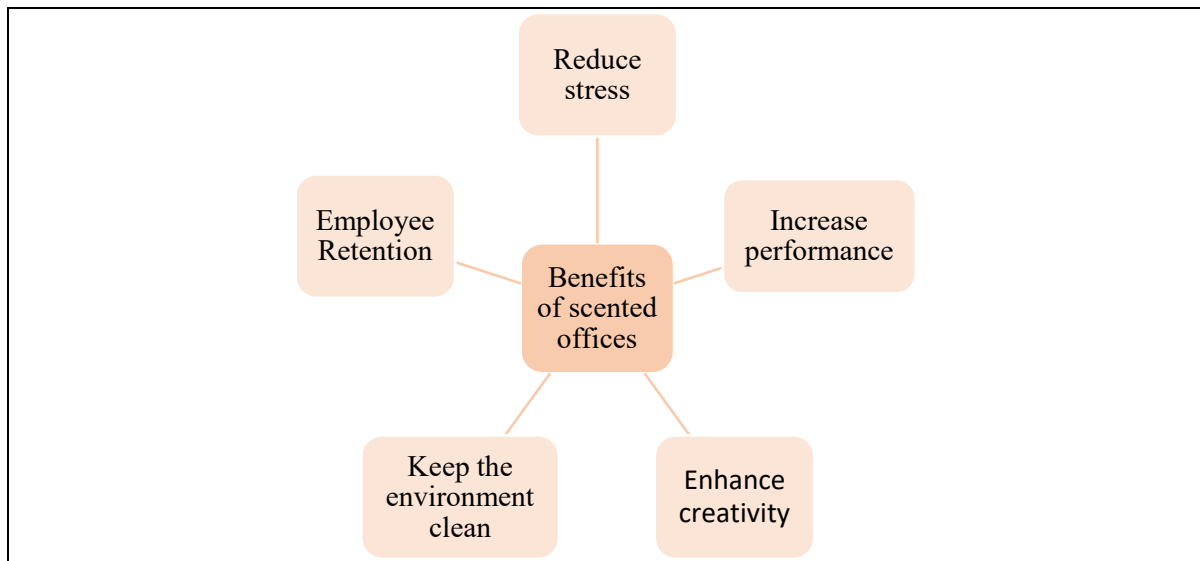 Reduce
stress
Employee
Retention
Increase
performance
Benefits
of scented
offices
Keep the
environment
clean
Enhance
creativity